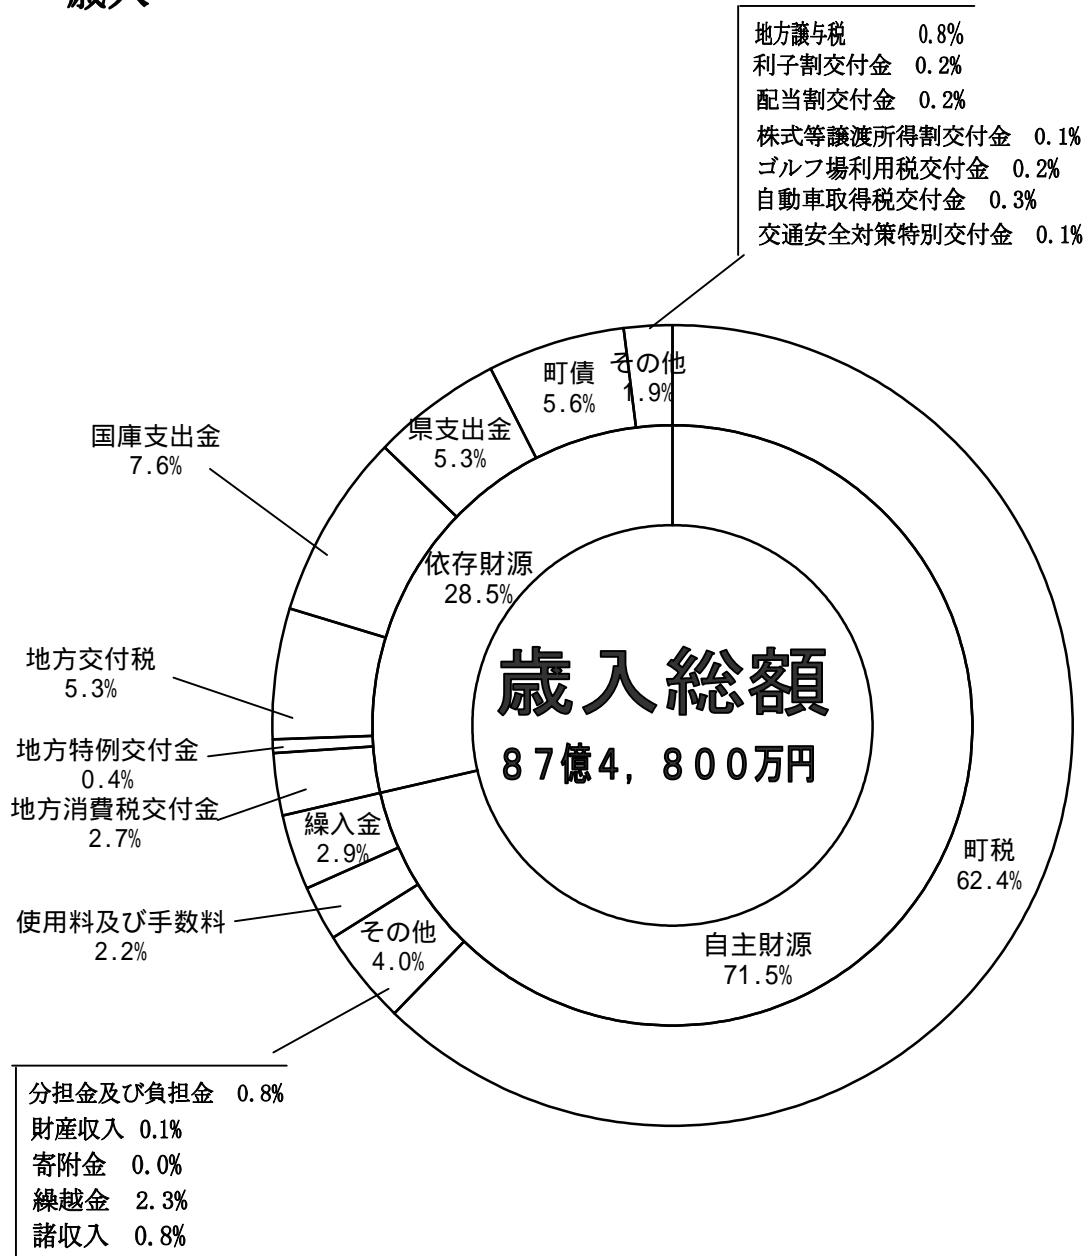 歳入
地方譲与税 0.8%
利子割交付金 0.2%
配当割交付金 0.2%
株式等譲渡所得割交付金 0.1%
ゴルフ場利用税交付金 0.2%
自動車取得税交付金 0.3%
交通安全対策特別交付金 0.1%
その他
1.9%
町債
5.6%
県支出金
5.3%
国庫支出金
7.6%
依存財源
28.5%
地方交付税
5.3%
地方特例交付金
0.4%
地方消費税交付金
2.7%
歳入総額
87億4,800万円
繰入金
2.9%
町税
62.4%
使用料及び手数料
2.2%
その他
4.0%
自主財源
71.5%
分担金及び負担金 0.8%
財産収入 0.1%
寄附金 0.0%
繰越金 2.3%
諸収入 0.8%